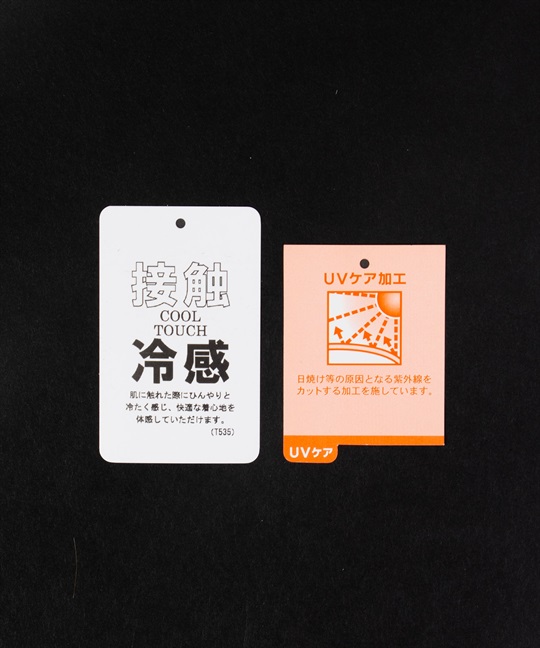 接触
COOL
TOUCH
冷感
肌に触れた際にひんやりと
冷たく感じ、快適な着心地を
体感していただけます。
(T535)
UVケア加工
日焼け等の原因となる紫外線を
カットする加工を施しています。
UVケア